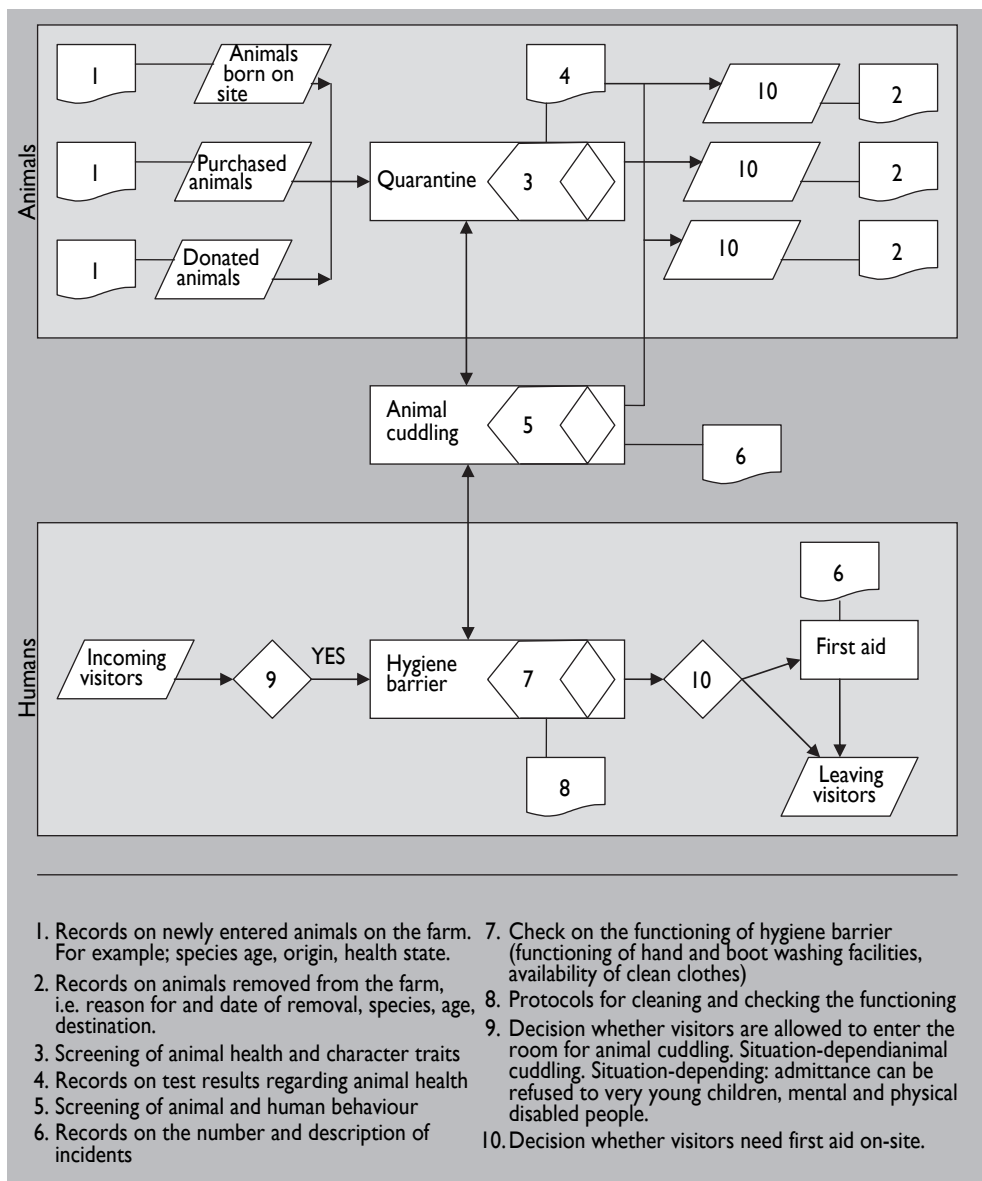 Animals
1
Animals
born on
site
4
10
2
1
Purchased
animals
Quarantine
3
10
2
1
Donated
animals
10
2
Animal
cuddling
5
6
Humans
6
Incoming
visitors
9
YES
Hygiene
barrier
7
10
First aid
8
Leaving
visitors
1. Records on newly entered animals on the farm.
For example; species age, origin, health state.
2. Records on animals removed from the farm,
i.e. reason for and date of removal, species, age,
destination.
3. Screening of animal health and character traits
4. Records on test results regarding animal health
5. Screening of animal and human behaviour
6. Records on the number and description of
incidents
7. Check on the functioning of hygiene barrier
(functioning of hand and boot washing facilities,
availability of clean clothes)
8. Protocols for cleaning and checking the functioning
9. Decision whether visitors are allowed to enter the
room for animal cuddling. Situation-dependianimal
cuddling. Situation-depending: admittance can be
refused to very young children, mental and physical
disabled people.
10. Decision whether visitors need first aid on-site.